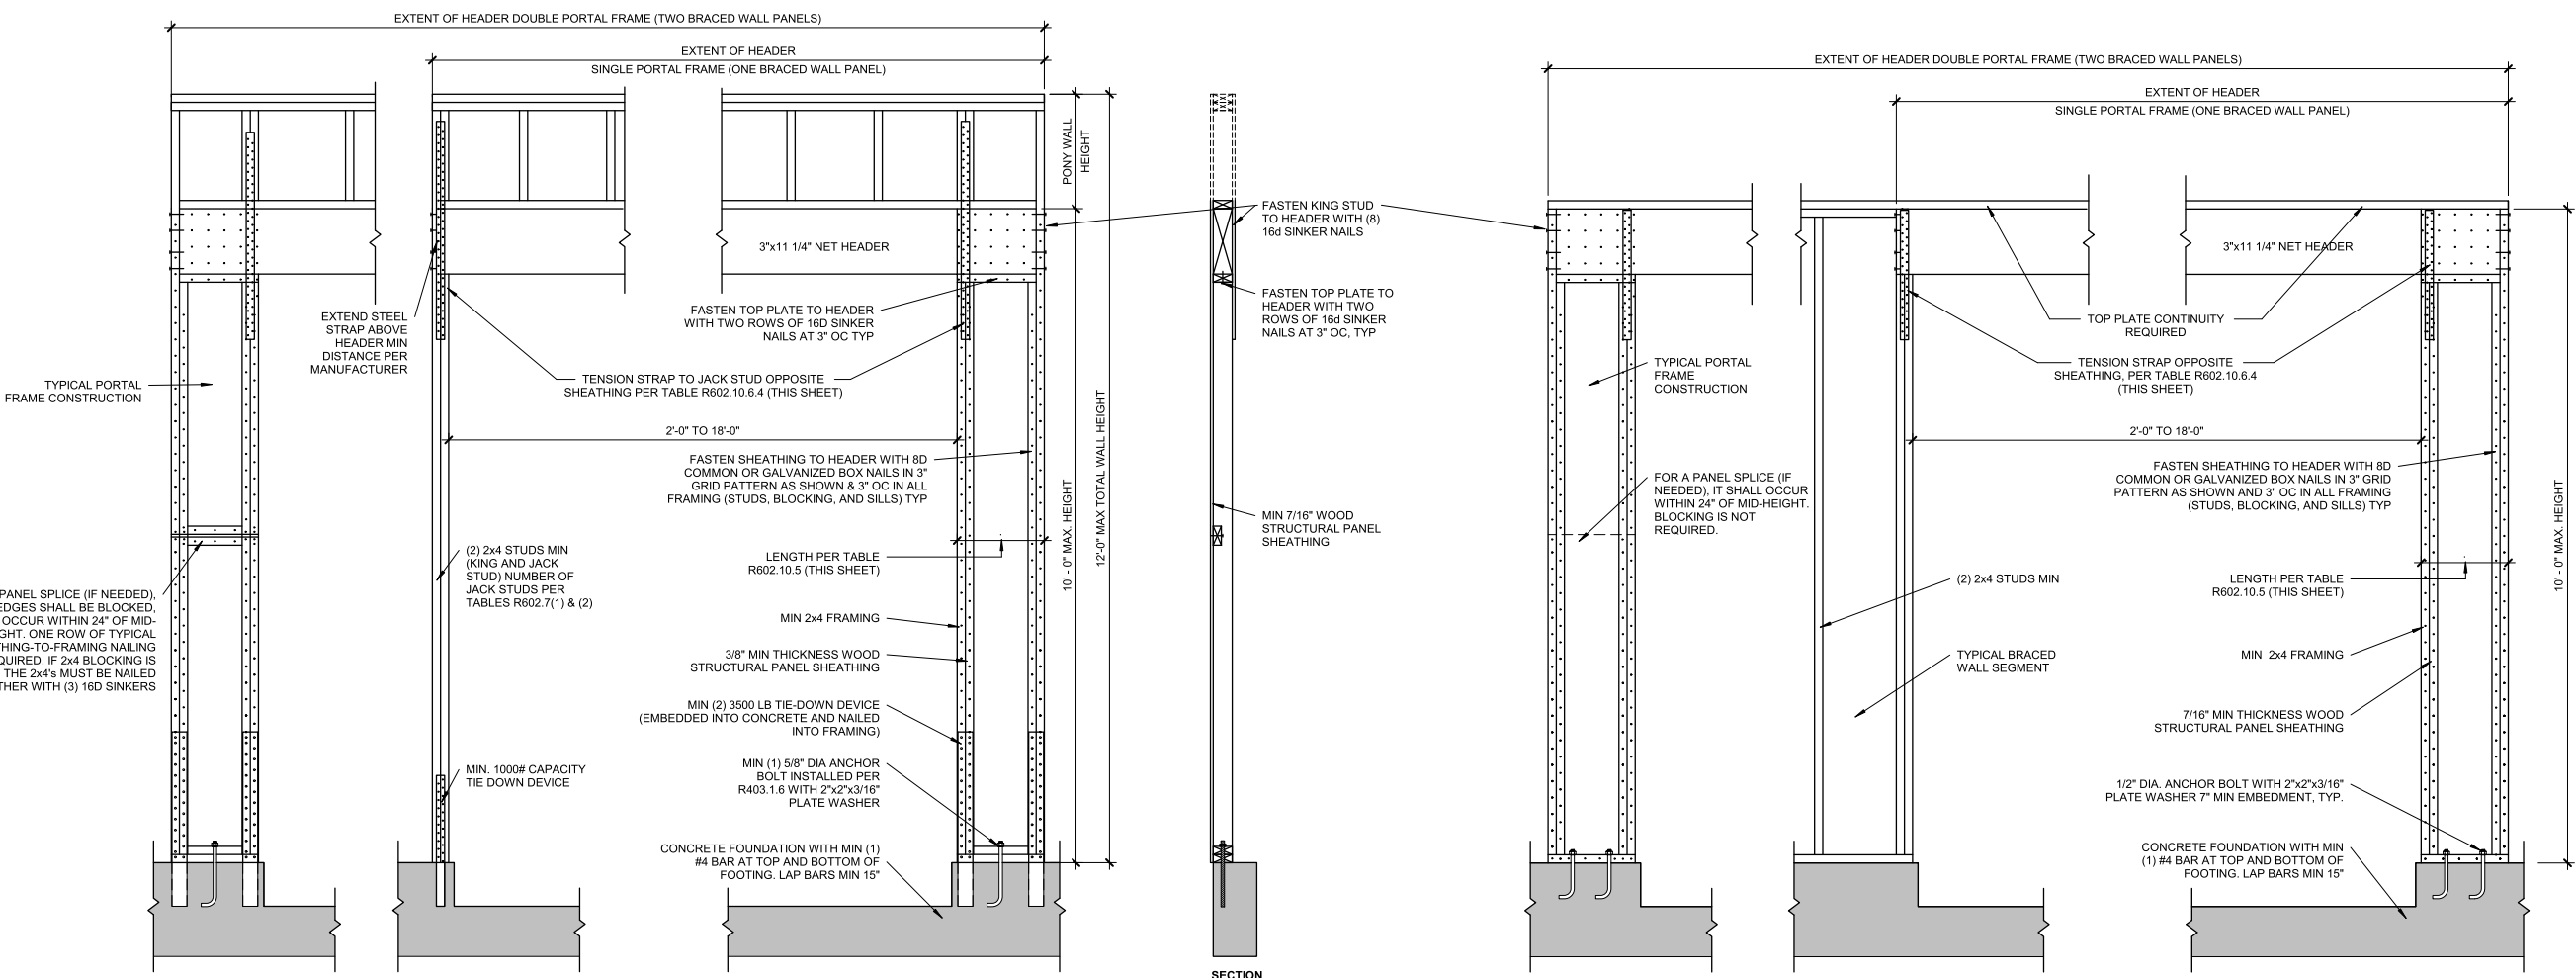 EXTENT OF HEADER DOUBLE PORTAL FRAME (TWO BRACED WALL PANELS)
EXTENT OF HEADER
SINGLE PORTAL FRAME (ONE BRACED WALL PANEL)
PONY WALL
HEIGHT
3"x11 1/4" NET HEADER
EXTEND STEEL
STRAP ABOVE
HEADER MIN
DISTANCE PER
MANUFACTURER
FASTEN TOP PLATE TO HEADER
WITH TWO ROWS OF 16D SINKER
NAILS AT 3" OC TYP
TYPICAL PORTAL
FRAME CONSTRUCTION
TENSION STRAP TO JACK STUD OPPOSITE
SHEATHING PER TABLE R602.10.6.4 (THIS SHEET)
2'-0" TO 18'-0"
FASTEN SHEATHING TO HEADER WITH 8D
COMMON OR GALVANIZED BOX NAILS IN 3"
GRID PATTERN AS SHOWN & 3" OC IN ALL
FRAMING (STUDS, BLOCKING, AND SILLS) TYP
(2) 2x4 STUDS MIN
(KING AND JACK
STUD) NUMBER OF
JACK STUDS PER
TABLES R602.7(1) & (2)
LENGTH PER TABLE
R602.10.5 (THIS SHEET)
PANEL SPLICE (IF NEEDED),
EDGES SHALL BE BLOCKED,
OCCUR WITHIN 24" OF MID-
GHT. ONE ROW OF TYPICAL
THING-TO-FRAMING NAILING
QUIRED. IF 2x4 BLOCKING IS
THE 2x4's MUST BE NAILED
THER WITH (3) 16D SINKERS
MIN 2x4 FRAMING
3/8" MIN THICKNESS WOOD
STRUCTURAL PANEL SHEATHING
MIN (2) 3500 LB TIE-DOWN DEVICE
(EMBEDDED INTO CONCRETE AND NAILED
INTO FRAMING)
MIN. 1000# CAPACITY
TIE DOWN DEVICE
MIN (1) 5/8" DIA ANCHOR
BOLT INSTALLED PER
R403.1.6 WITH 2"x2"x3/16"
PLATE WASHER
CONCRETE FOUNDATION WITH MIN (1)
#4 BAR AT TOP AND BOTTOM OF
FOOTING. LAP BARS MIN 15"
10' - 0" MAX. HEIGHT
12'-0" MAX TOTAL WALL HEIGHT
FASTEN KING STUD
TO HEADER WITH (8)
16d SINKER NAILS
FASTEN TOP PLATE TO
HEADER WITH TWO
ROWS OF 16d SINKER
NAILS AT 3" OC, TYP
MIN 7/16" WOOD
STRUCTURAL PANEL
SHEATHING
SECTION
EXTENT OF HEADER DOUBLE PORTAL FRAME (TWO BRACED WALL PANELS)
EXTENT OF HEADER
SINGLE PORTAL FRAME (ONE BRACED WALL PANEL)
3"x11 1/4" NET HEADER
TOP PLATE CONTINUITY
REQUIRED
TYPICAL PORTAL
FRAME
CONSTRUCTION
TENSION STRAP OPPOSITE
SHEATHING, PER TABLE R602.10.6.4
(THIS SHEET)
2'-0" TO 18'-0"
FOR A PANEL SPLICE (IF
NEEDED), IT SHALL OCCUR
WITHIN 24" OF MID-HEIGHT.
BLOCKING IS NOT
REQUIRED.
FASTEN SHEATHING TO HEADER WITH 8D
COMMON OR GALVANIZED BOX NAILS IN 3" GRID
PATTERN AS SHOWN AND 3" OC IN ALL FRAMING
(STUDS, BLOCKING, AND SILLS) TYP
(2) 2x4 STUDS MIN
LENGTH PER TABLE
R602.10.5 (THIS SHEET)
TYPICAL BRACED
WALL SEGMENT
MIN  2x4 FRAMING
7/16" MIN THICKNESS WOOD
STRUCTURAL PANEL SHEATHING
1/2" DIA. ANCHOR BOLT WITH 2"x2"x3/16"
PLATE WASHER 7" MIN EMBEDMENT, TYP.
CONCRETE FOUNDATION WITH MIN
(1) #4 BAR AT TOP AND BOTTOM OF
FOOTING. LAP BARS MIN 15"
10' - 0" MAX. HEIGHT